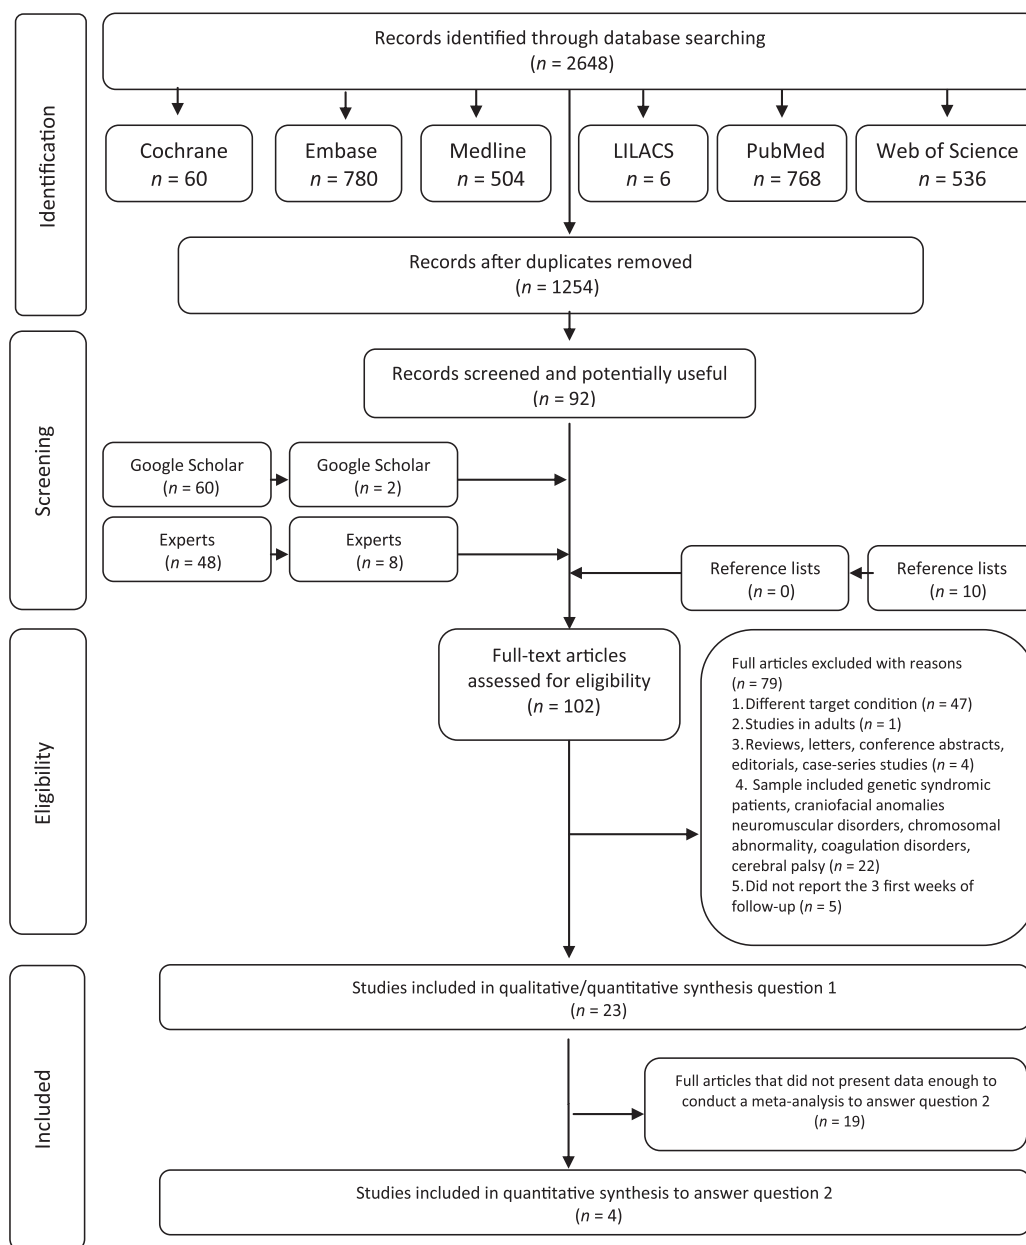 Identification
Records identified through database searching
(n = 2648)
Cochrane
n = 60
Embase
n = 780
Medline
n = 504
LILACS
n = 6
PubMed
n = 768
Web of Science
n = 536
Records after duplicates removed
(n = 1254)
Screening
Records screened and potentially useful
(n = 92)
Google Scholar
(n = 60)
Google Scholar
(n = 2)
Experts
(n = 48)
Experts
(n = 8)
Reference lists
(n = 0)
Reference lists
(n = 10)
Eligibility
Full-text articles
assessed for eligibility
(n = 102)
Full articles excluded with reasons
(n = 79)
1.Different target condition (n = 47)
2.Studies in adults (n = 1)
3.Reviews, letters, conference abstracts,
editorials, case-series studies (n = 4)
4. Sample included genetic syndromic
patients, craniofacial anomalies
neuromuscular disorders, chromosomal
abnormality, coagulation disorders,
cerebral palsy (n = 22)
5.Did not report the 3 first weeks of
follow-up (n = 5)
Included
Studies included in qualitative/quantitative synthesis question 1
(n = 23)
Full articles that did not present data enough to
conduct a meta-analysis to answer question 2
(n = 19)
Studies included in quantitative synthesis to answer question 2
(n = 4)